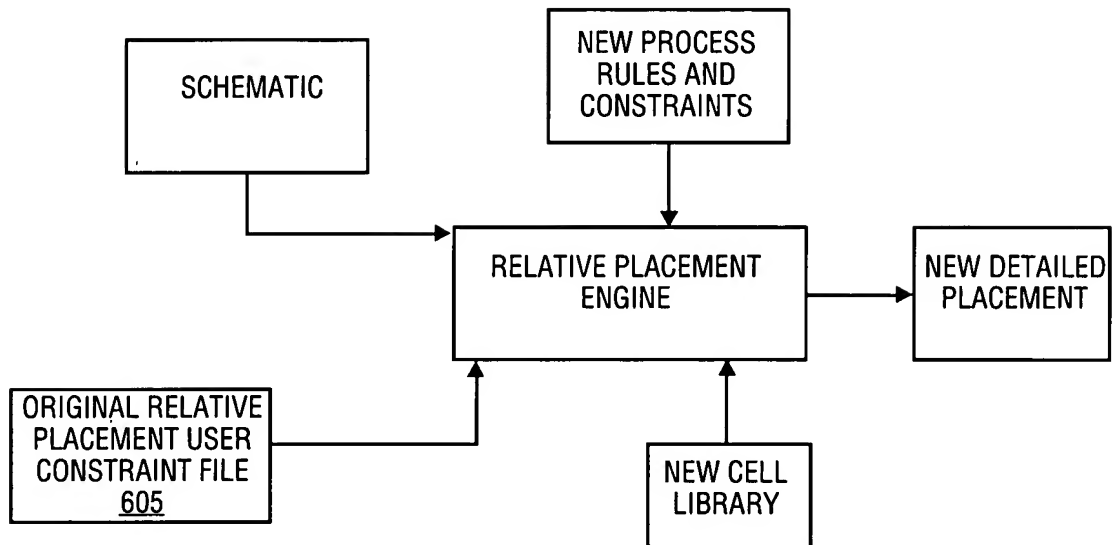 SCHEMATIC
NEW PROCESS
RULES AND
CONSTRAINTS
RELATIVE PLACEMENT
ENGINE
NEW DETAILED
PLACEMENT
ORIGINAL RELATIVE
PLACEMENT USER
CONSTRAINT FILE
605
NEW CELL
LIBRARY